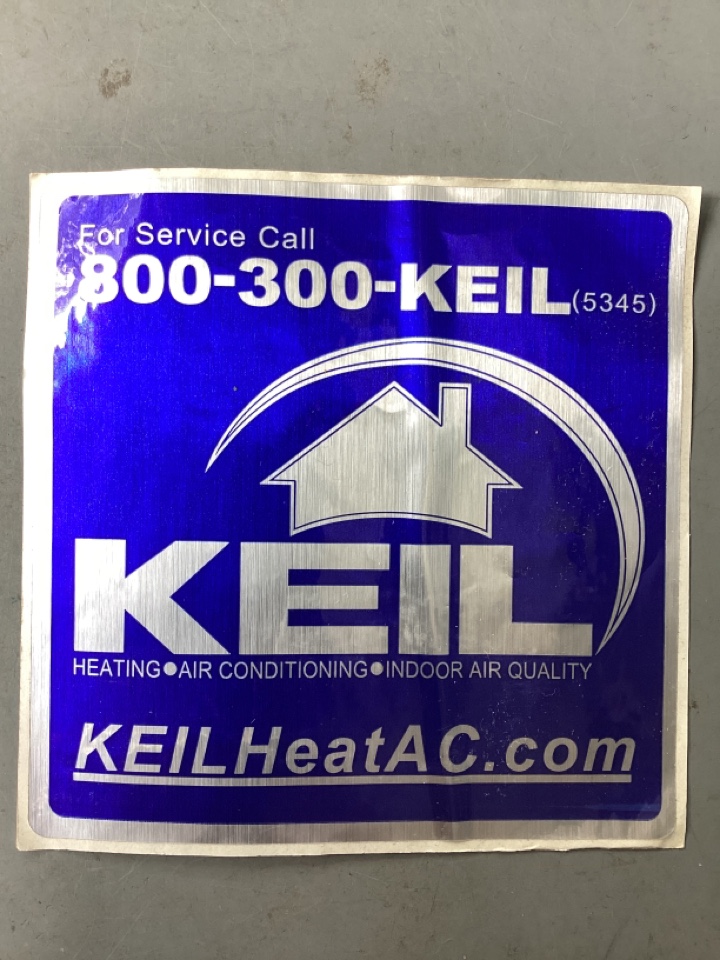 For Service Call
800-300-KEIL (5345)
KEIL
HEATING●AIR CONDITIONING●INDOOR AIR QUALITY
KEILHeatAC.com